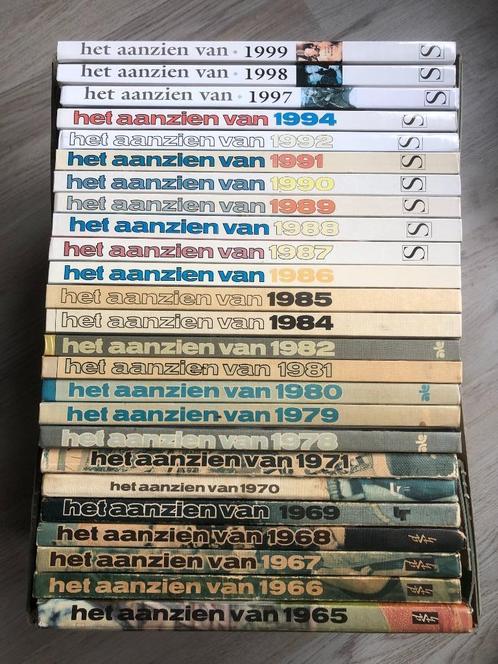 het aanzien van • 1999 S
het aanzien van • 1998 S
het aanzien van • 1997 S
het aanzien van 1994 S
het aanzien van 1992 S
het aanzien van 1991 S
het aanzien van 1990 S
het aanzien van 1989 S
het aanzien van 1988 S
het aanzien van 1987 S
het aanzien van 1986
het aanzien van 1985
het aanzien van 1984
het aanzien van 1982
het aanzien van 1981
het aanzien van 1980
het aanzien van 1979
het aanzien van 1978
het aanzien van 1971
het aanzien van 1970
het aanzien van 1969
het aanzien van 1968
het aanzien van 1967
het aanzien van 1966
het aanzien van 1965